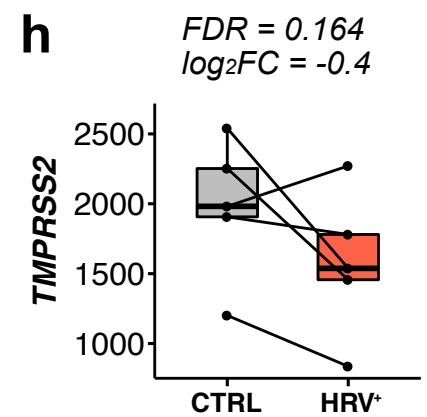 h
FDR = 0.164
log₂FC = -0.4
TMPRSS2
2500
2000
1500
1000
CTRL HRV⁺